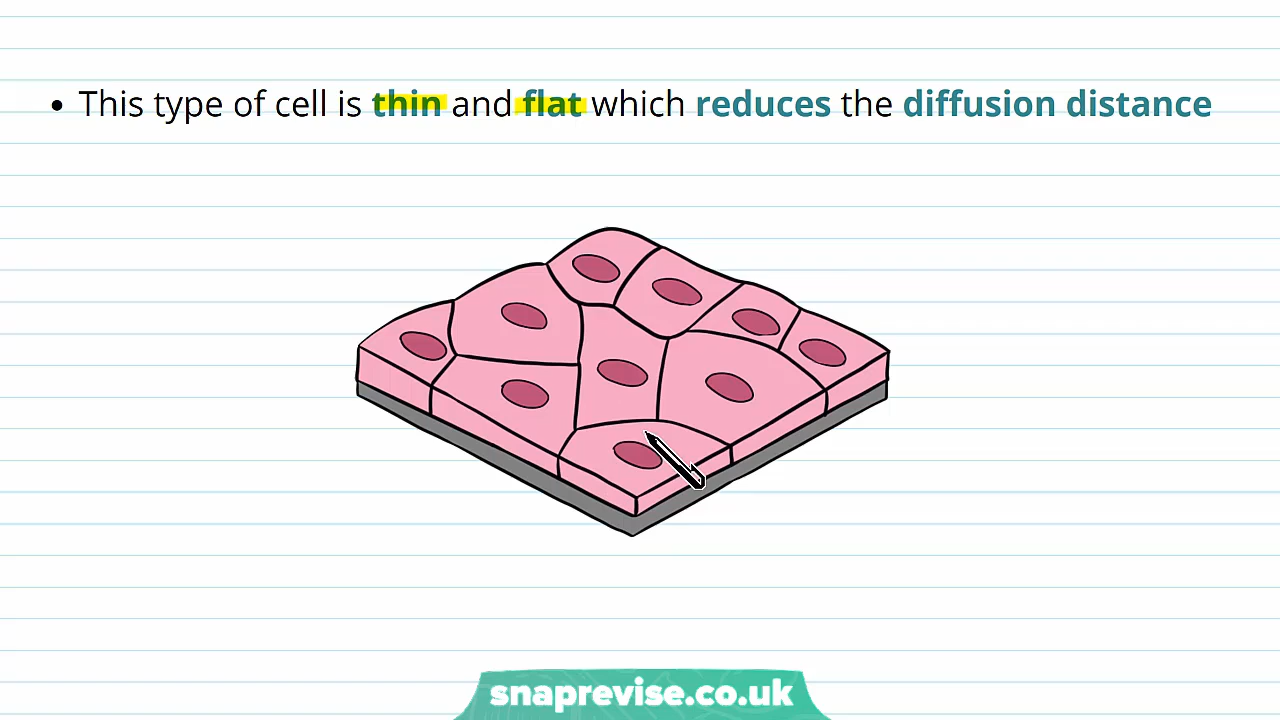 • This type of cell is thin and flat which reduces the diffusion distance
snaprevise.co.uk